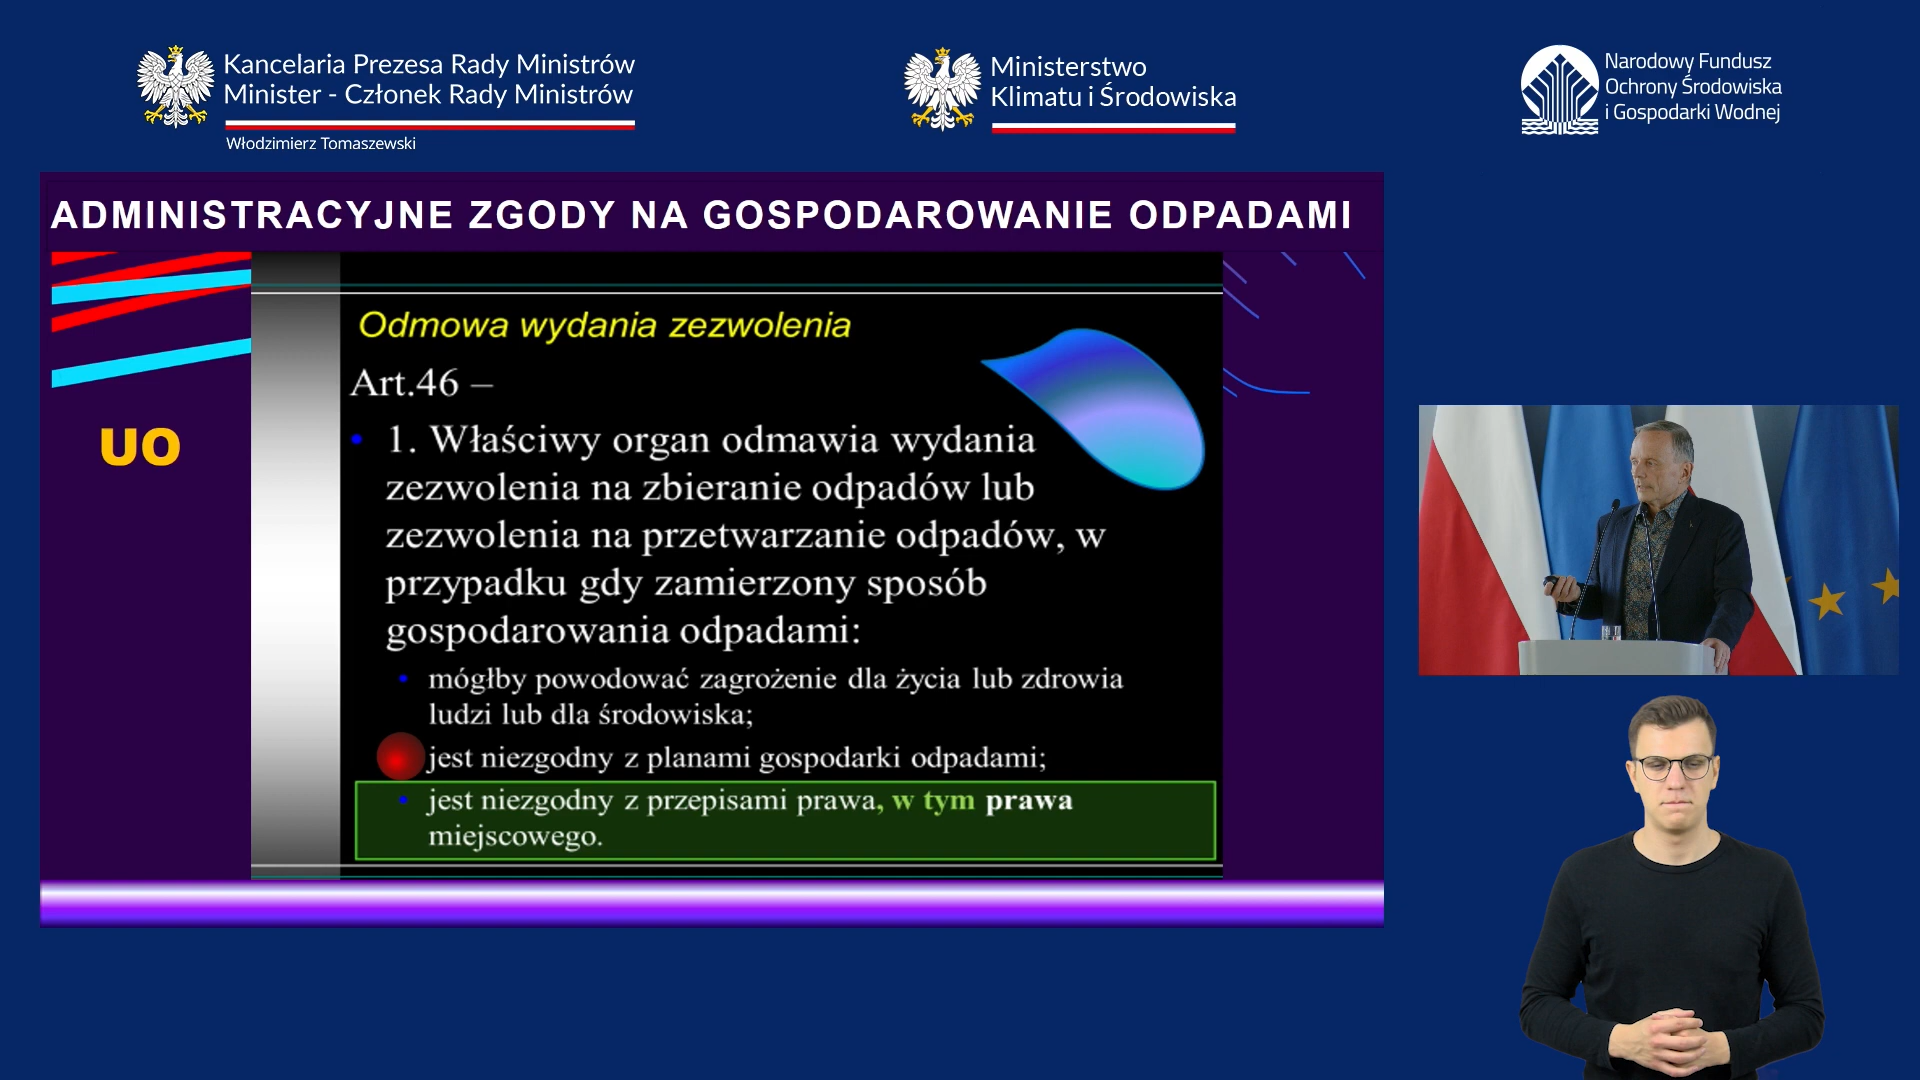 Kancelaria Prezesa Rady Ministrów
Minister - Członek Rady Ministrów
Włodzimierz Tomaszewski
Ministerstwo
Klimatu i Środowiska
Narodowy Fundusz
Ochrony Środowiska
i Gospodarki Wodnej
ADMINISTRACYJNE ZGODY NA GOSPODAROWANIE ODPADAMI
UO
Odmowa wydania zezwolenia
Art.46 –
• 1. Właściwy organ odmawia wydania
zezwolenia na zbieranie odpadów lub
zezwolenia na przetwarzanie odpadów, w
przypadku gdy zamierzony sposób
gospodarowania odpadami:
• mógłby powodować zagrożenie dla życia lub zdrowia
ludzi lub dla środowiska;
jest niezgodny z planami gospodarki odpadami;
• jest niezgodny z przepisami prawa, w tym prawa
miejscowego.